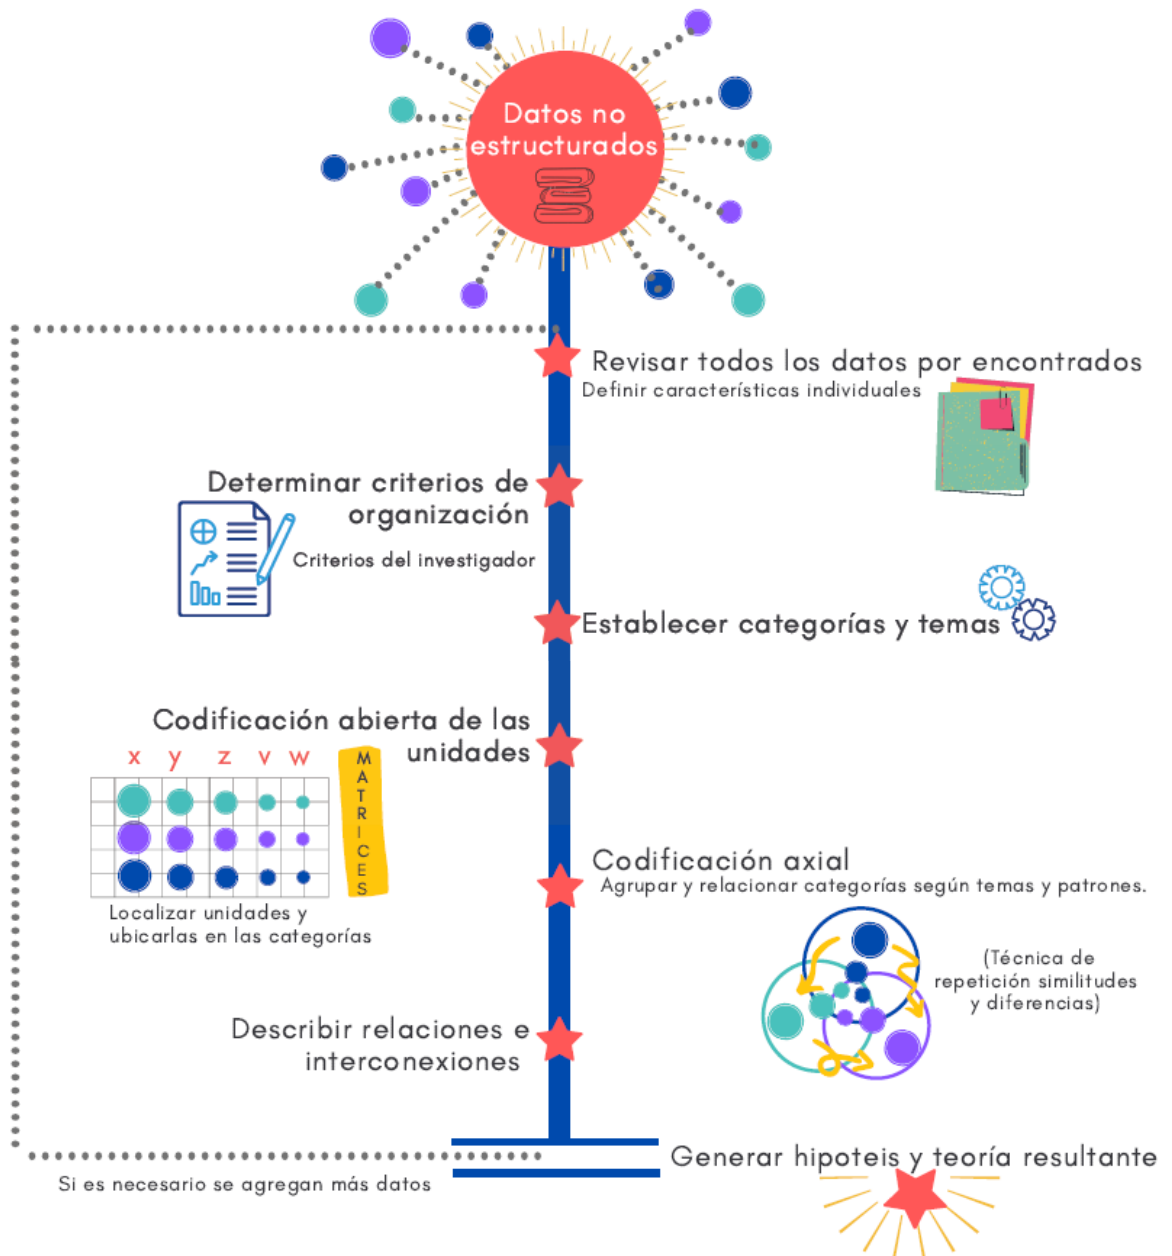 Datos no
estructurados
Revisar todos los datos por encontrados
Definir características individuales
Determinar criterios de
organización
Criterios del investigador
Establecer categorías y temas
Codificación abierta de las
unidades
x y z v w
MATRICES
Localizar unidades y
ubicarlas en las categorías
Codificación axial
Agrupar y relacionar categorías según temas y patrones.
(Técnica de
repetición similitudes
y diferencias)
Describir relaciones e
interconexiones
Generar hipoteis y teoría resultante
Si es necesario se agregan más datos